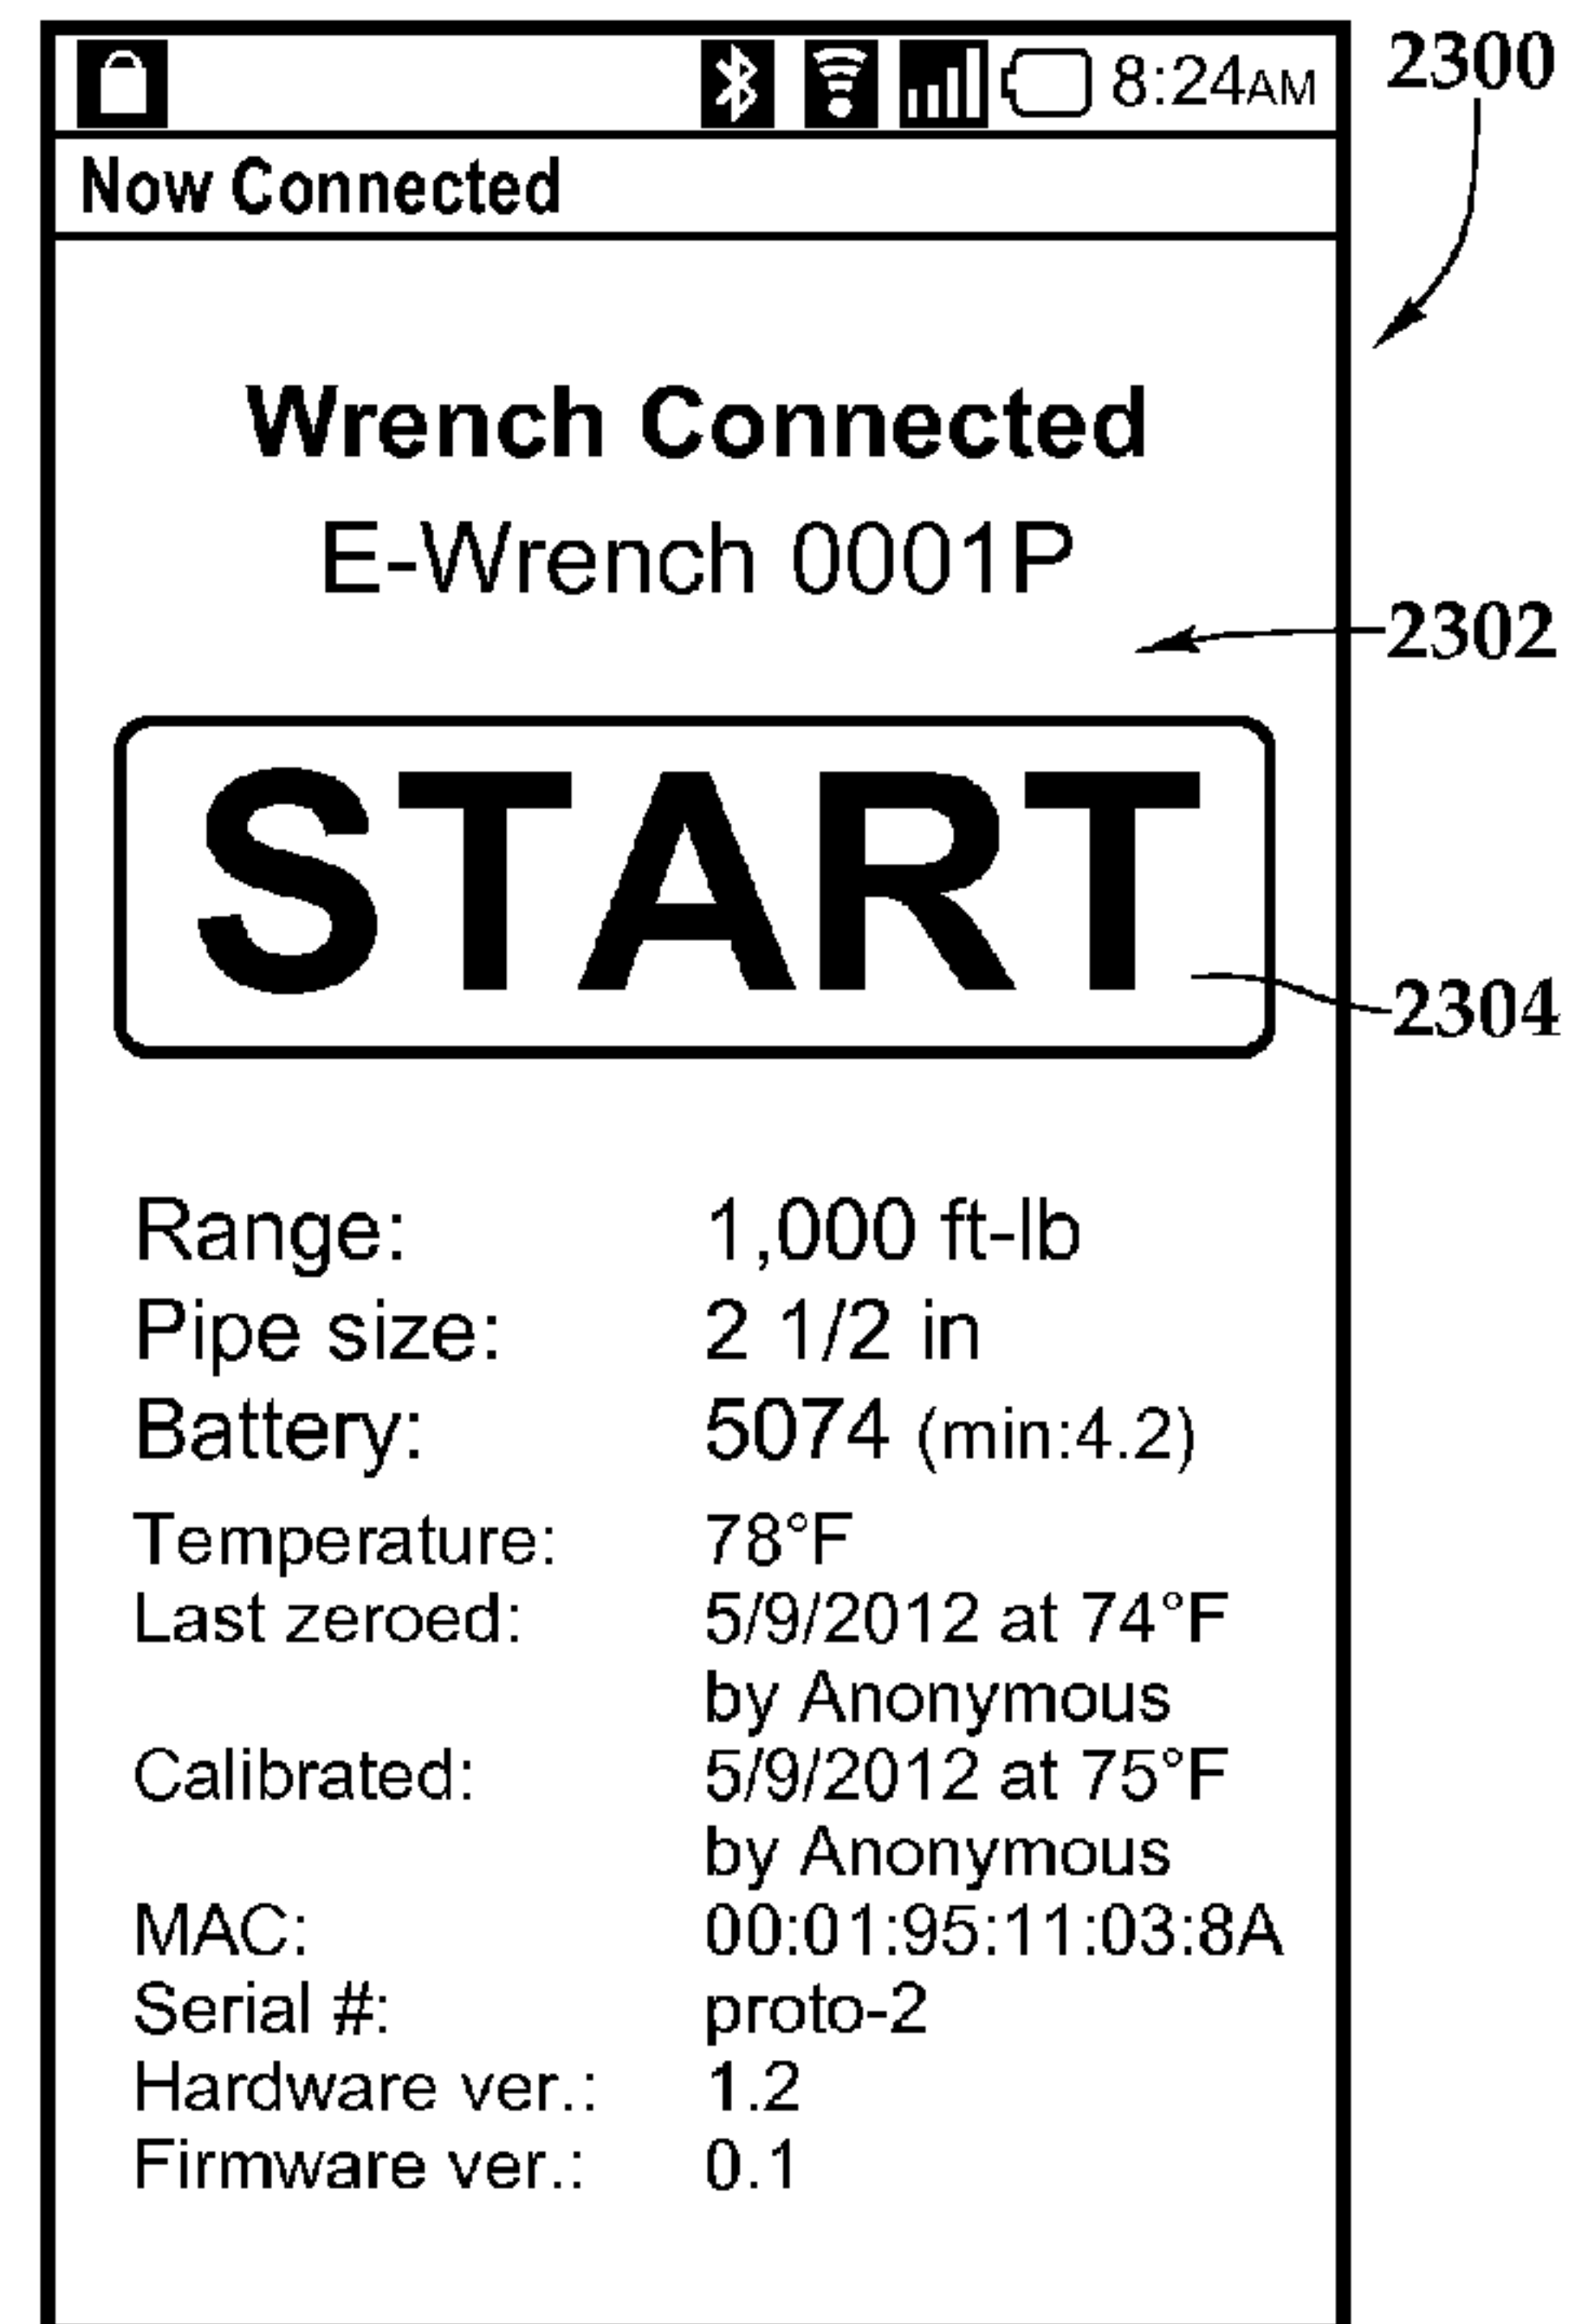 8:24AM
2300
Now Connected
Wrench Connected
E-Wrench 0001P
2302
START
2304
Range: 1,000 ft-lb
Pipe size: 2 1/2 in
Battery: 5074 (min:4.2)
Temperature: 78°F
Last zeroed: 5/9/2012 at 74°F
by Anonymous
Calibrated: 5/9/2012 at 75°F
by Anonymous
MAC: 00:01:95:11:03:8A
Serial #: proto-2
Hardware ver.: 1.2
Firmware ver.: 0.1